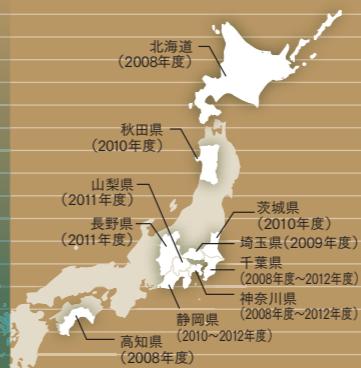 北海道
（2008年度）
秋田県
（2010年度）
山梨県
（2011年度）
長野県
（2011年度）
茨城県
（2010年度）
埼玉県（2009年度）
千葉県
（2008年度～2012年度）
神奈川県
（2008年度～2012年度）
静岡県
（2010～2012年度）
高知県
（2008年度）